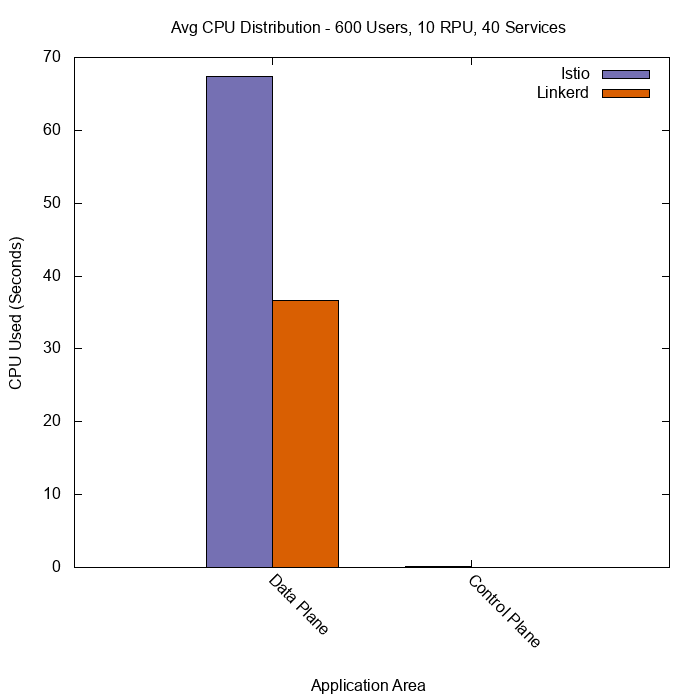 Avg CPU Distribution - 600 Users, 10 RPU, 40 Services
70
60
50
40
30
20
10
0
CPU Used (Seconds)
Istio
Linkerd
Data Plane
Control Plane
Application Area